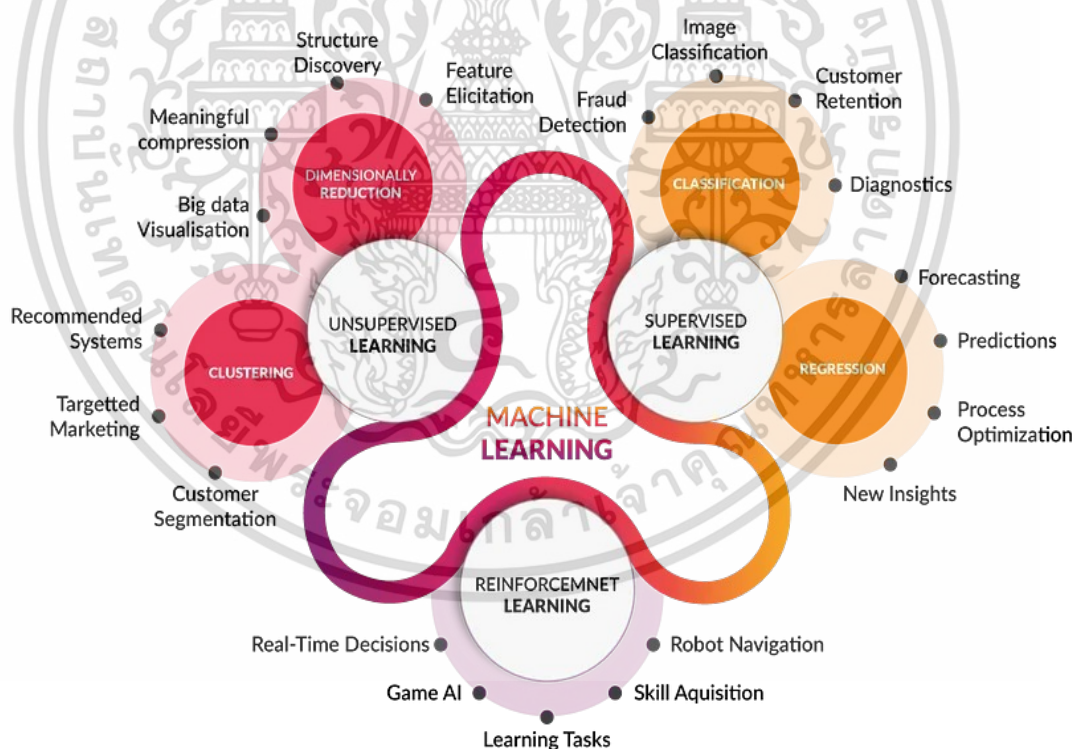 Structure
Discovery
Feature
Elicitation
Meaningful
compression
Big data
Visualisation
DIMENSIONALLY
REDUCTION
Image
Classification
Customer
Retention
Fraud
Detection
Diagnostics
CLASSIFICATION
Recommended
Systems
Targetted
Marketing
Customer
Segmentation
CLUSTERING
UNSUPERVISED
LEARNING
SUPERVISED
LEARNING
Forecasting
Predictions
Process
Optimization
New Insights
REGRESSION
MACHINE
LEARNING
REINFORCEMNET
LEARNING
Real-Time Decisions
Game AI
Learning Tasks
Skill Aquisition
Robot Navigation